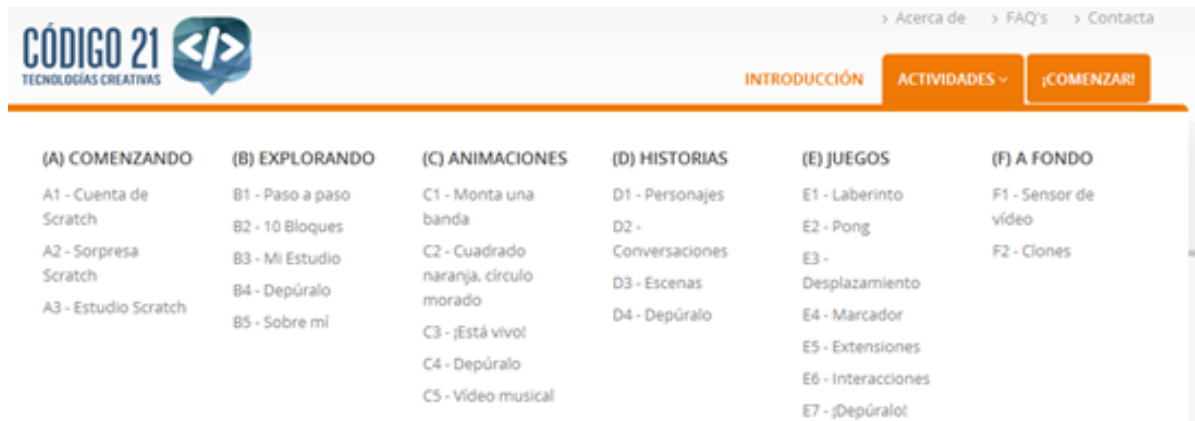 > Acerca de > FAQ's > Contacta
CÓDIGO 21 </>
TECNOLOGÍAS CREATIVAS
INTRODUCCIÓN
ACTIVIDADES
¡COMENZAR!
(A) COMENZANDO
A1 - Cuenta de
Scratch
A2 - Sorpresa
Scratch
A3 - Estudio Scratch
(B) EXPLORANDO
B1 - Paso a paso
B2 - 10 Bloques
B3 - Mi Estudio
B4 - Depúralo
B5 - Sobre mí
(C) ANIMACIONES
C1 - Monta una
banda
C2 - Cuadrado
naranja, círculo
morado
C3 - ¡Está vivo!
C4 - Depúralo
C5 - Vídeo musical
(D) HISTORIAS
D1 - Personajes
D2 -
Conversaciones
D3 - Escenas
D4 - Depúralo
(E) JUEGOS
E1 - Laberinto
E2 - Pong
E3 -
Desplazamiento
E4 - Marcador
E5 - Extensiones
E6 - Interacciones
E7 - ¡Depúralo!
(F) A FONDO
F1 - Sensor de
vídeo
F2 - Clones